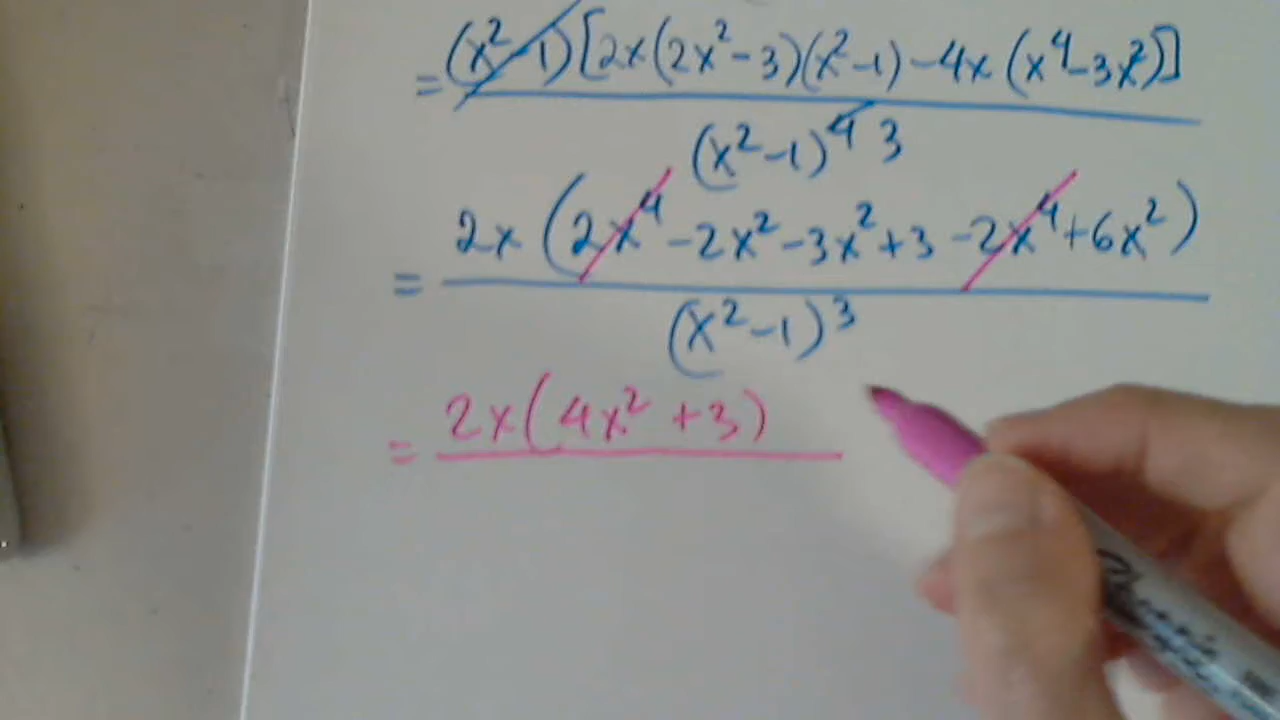 = (x²-1)[2x(2x²-3)(x²-1)-4x(x⁴-3x²)]
(x²-1)⁴ 3
= 2x(2x⁴-2x²-3x²+3-2x⁴+6x²)
(x²-1)³
= 2x(4x²+3)